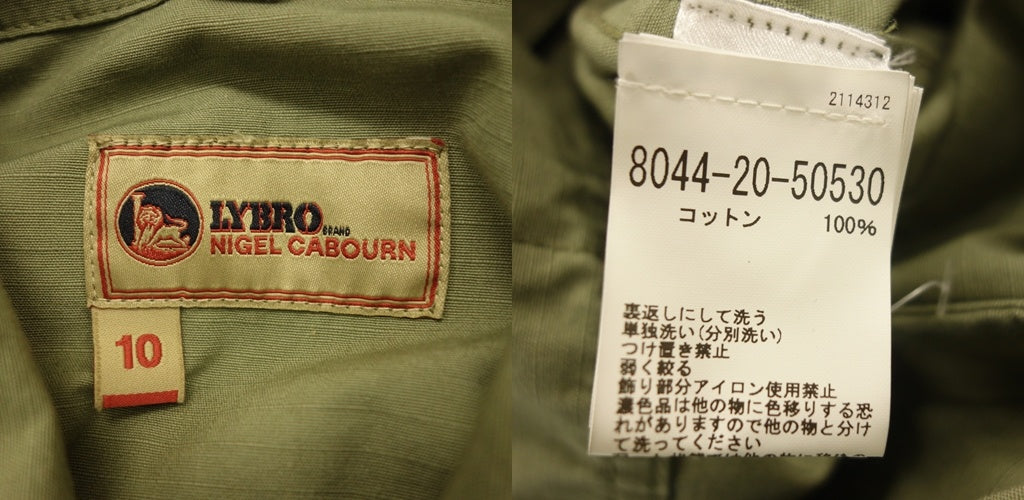 LYBRO
BRAND
NIGEL CABOURN
10
2114312
8044-20-50530
コットン 100%
裏返しにして洗う
単独洗い(分別洗い)
つけ置き禁止
弱く絞る
飾り部分アイロン使用禁止
濃色品は他の物に色移りする恐
れがありますので他の物と分け
て洗ってください